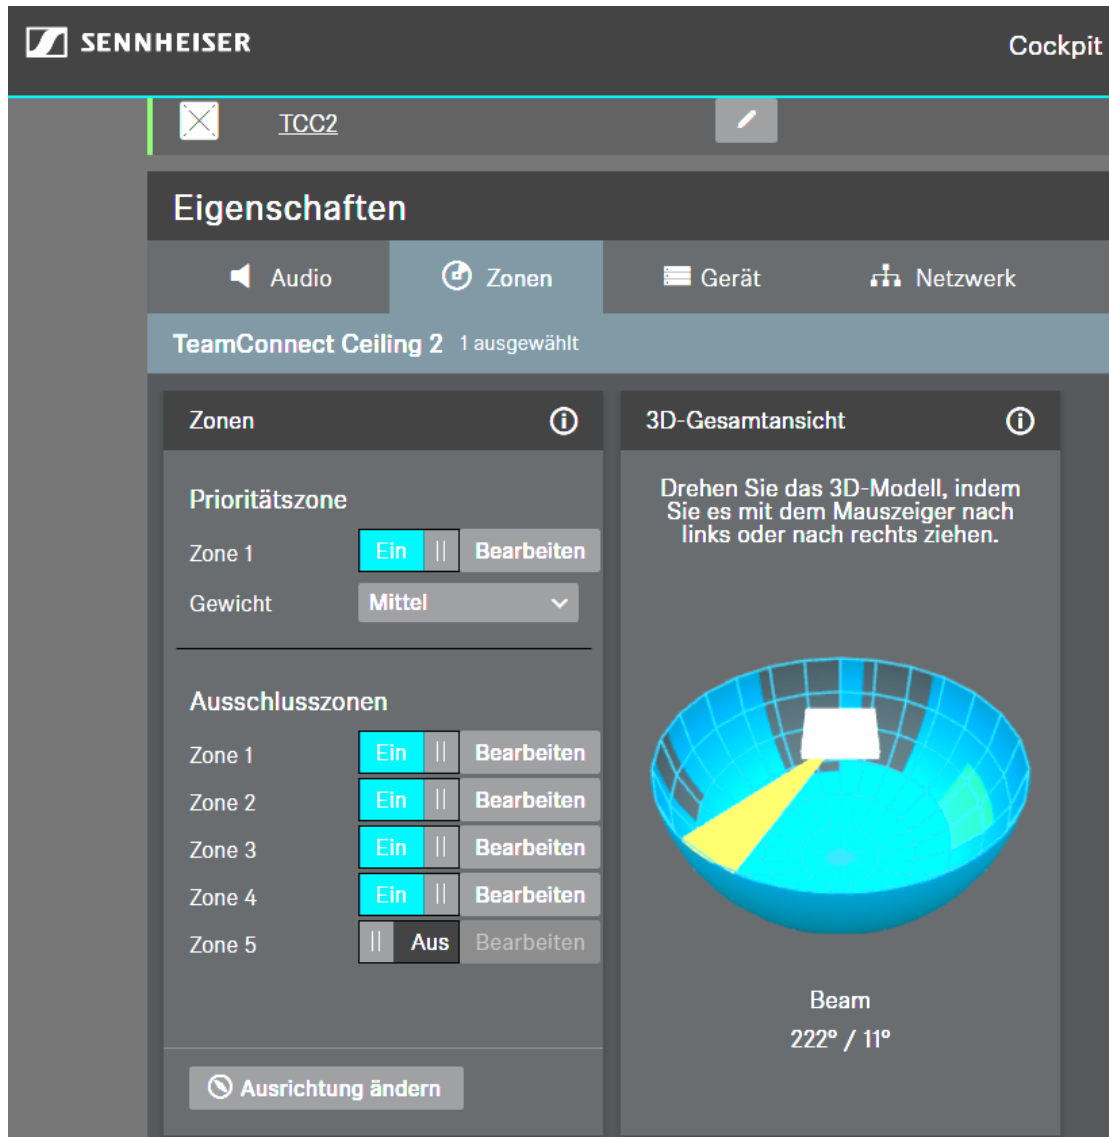 SENNHEISER
Cockpit
TCC2
Eigenschaften
Audio Zonen Gerät Netzwerk
TeamConnect Ceiling 2 1 ausgewählt
Zonen
Prioritätszone
Zone 1 Ein Bearbeiten
Gewicht Mittel
Ausschlusszonen
Zone 1 Ein Bearbeiten
Zone 2 Ein Bearbeiten
Zone 3 Ein Bearbeiten
Zone 4 Ein Bearbeiten
Zone 5 Aus Bearbeiten
Ausrichtung ändern
3D-Gesamtansicht
Drehen Sie das 3D-Modell, indem
Sie es mit dem Mauszeiger nach
links oder nach rechts ziehen.
Beam
222° / 11°